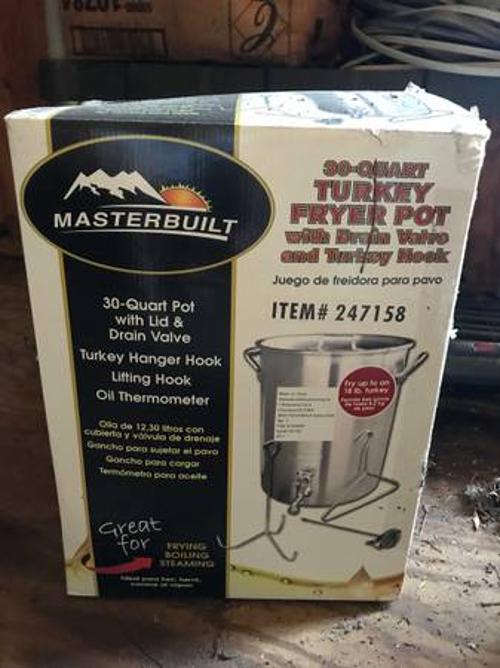 MASTERBUILT
30-Quart Pot
with Lid &
Drain Valve
Turkey Hanger Hook
Lifting Hook
Oil Thermometer
Olla de 12,30 litros con
cubierta y válvula de drenaje
Gancho para sujetar el pavo
Gancho para cargar
Termómetro para aceite
Great
for
FRYING
BOILING
STEAMING
30-QUART
TURKEY
FRYER POT
with Drain Valve
and Turkey Hook
Juego de freidora para pavo
ITEM# 247158
Fry up to an
18 lb. turkey